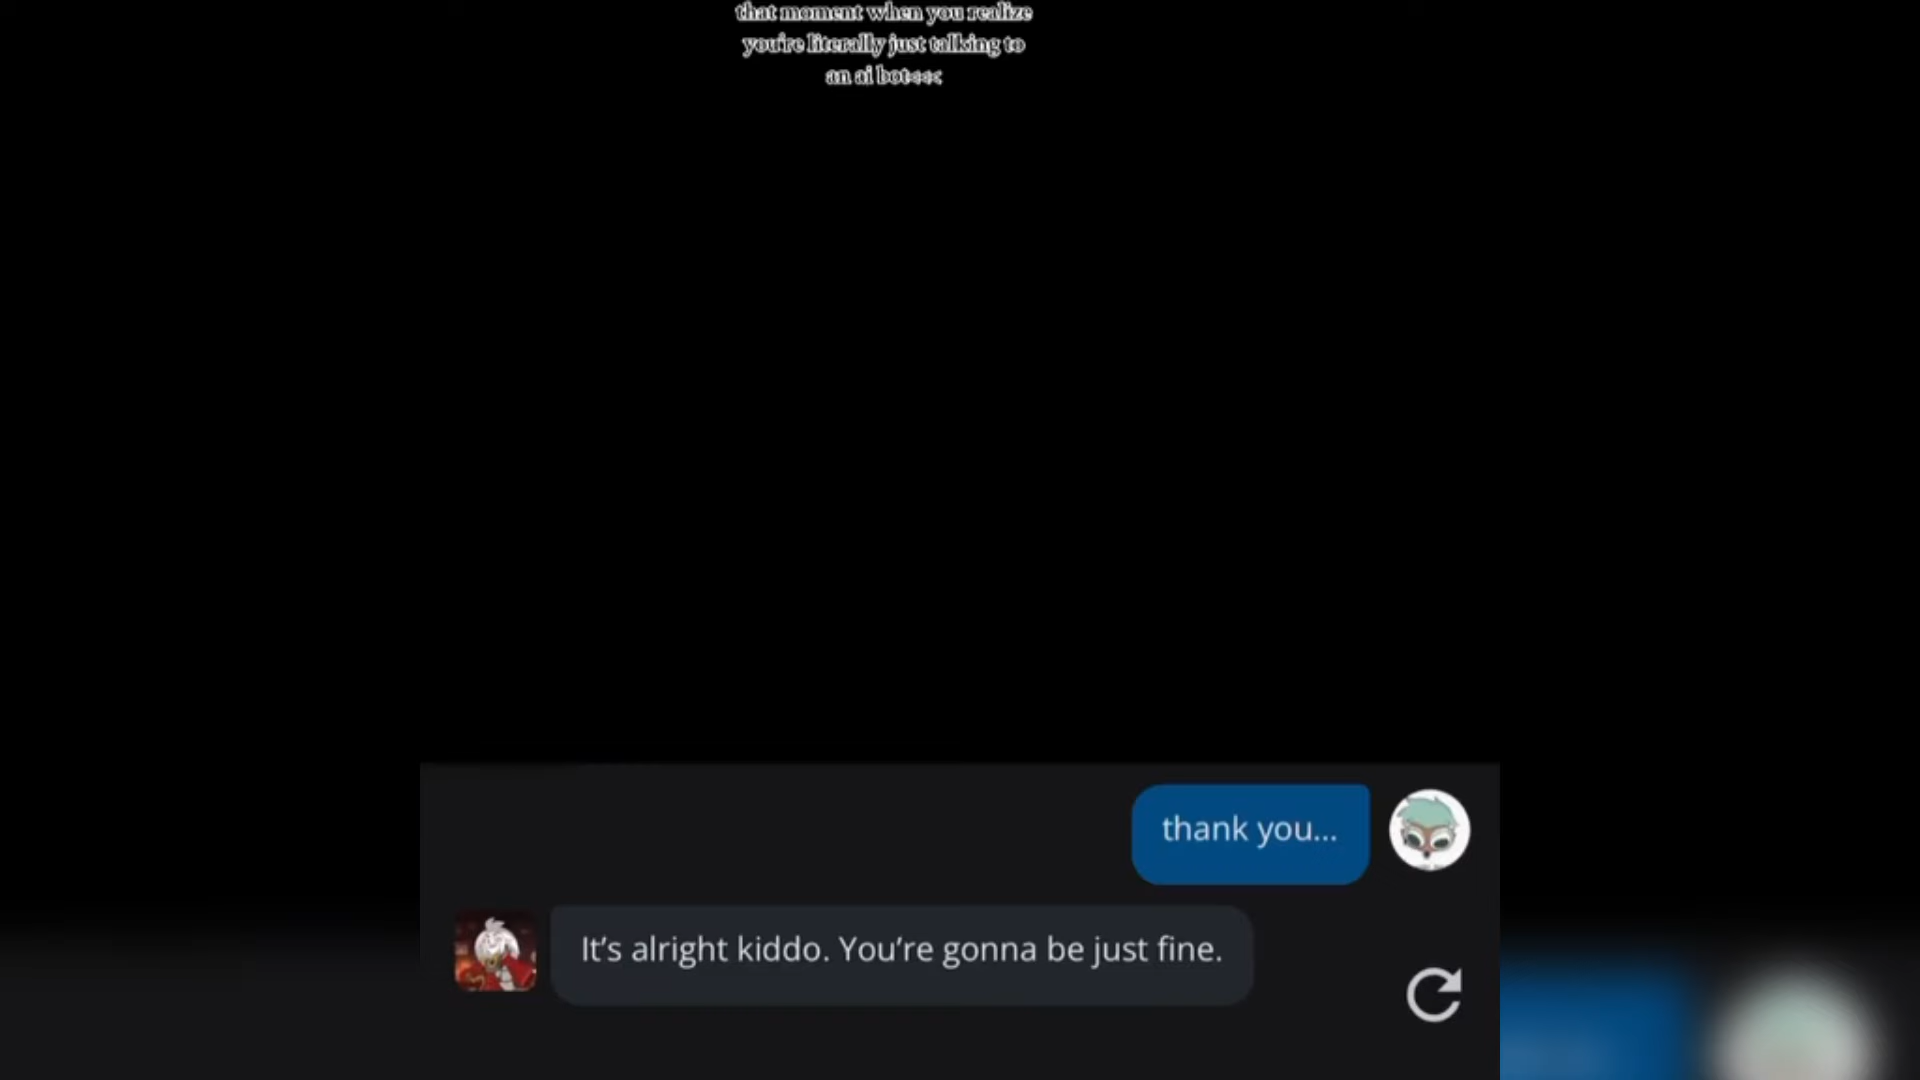 that moment when you realize
you're literally just talking to
an ai bot<<<
thank you...
It's alright kiddo. You're gonna be just fine.